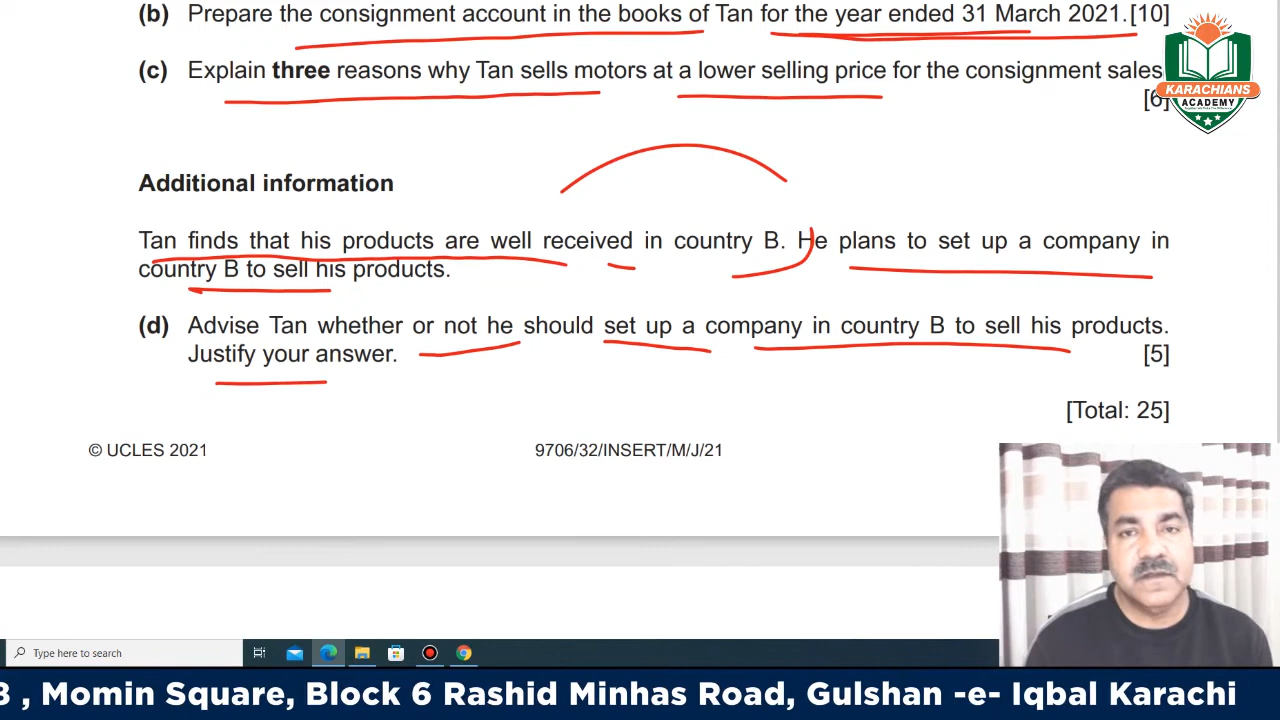 (b) Prepare the consignment account in the books of Tan for the year ended 31 March 2021. [10]
(c) Explain three reasons why Tan sells motors at a lower selling price for the consignment sales
[6]
KARACHIANS
ACADEMY
Additional information
Tan finds that his products are well received in country B. He plans to set up a company in
country B to sell his products.
(d) Advise Tan whether or not he should set up a company in country B to sell his products.
Justify your answer. [5]
[Total: 25]
© UCLES 2021 9706/32/INSERT/M/J/21
Type here to search
, Momin Square, Block 6 Rashid Minhas Road, Gulshan -e- Iqbal Karachi